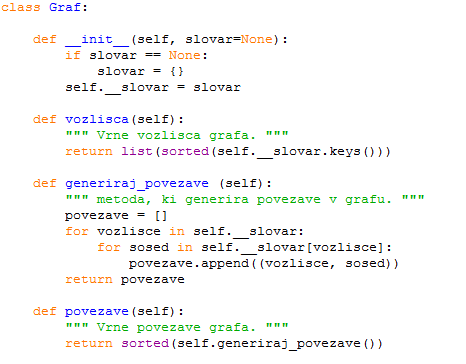 class Graf:

    def __init__(self, slovar=None):
        if slovar == None:
            slovar = {}
        self.__slovar = slovar

    def vozlisca(self):
        """ Vrne vozlisca grafa. """
        return list(sorted(self.__slovar.keys()))

    def generiraj_povezave (self):
        """ metoda, ki generira povezave v grafu. """
        povezave = []
        for vozlisce in self.__slovar:
            for sosed in self.__slovar[vozlisce]:
                povezave.append((vozlisce, sosed))
        return povezave

    def povezave(self):
        """ Vrne povezave grafa. """
        return sorted(self.generiraj_povezave())